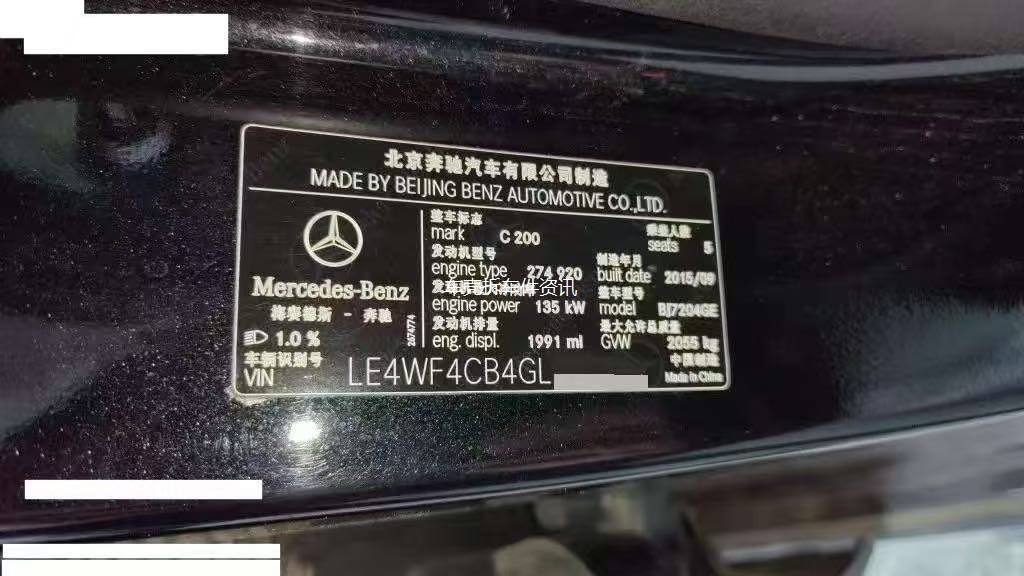 北京奔驰汽车有限公司制造
MADE BY BEIJING BENZ AUTOMOTIVE CO.,LTD.
Mercedes-Benz
梅赛德斯 - 奔驰
1.0 %
整车标志
mark C 200
乘坐人数
seats 5
发动机型号
engine type 274 920
制造年月
built date 2015/09
engine power 135 kW
整车型号
model BJ7204GE
发动机排量
eng. displ. 1991 ml
最大允许总质量
GVW 2055 kg
中国制造
Made in China
车辆识别号
VIN LE4WF4CB4GL